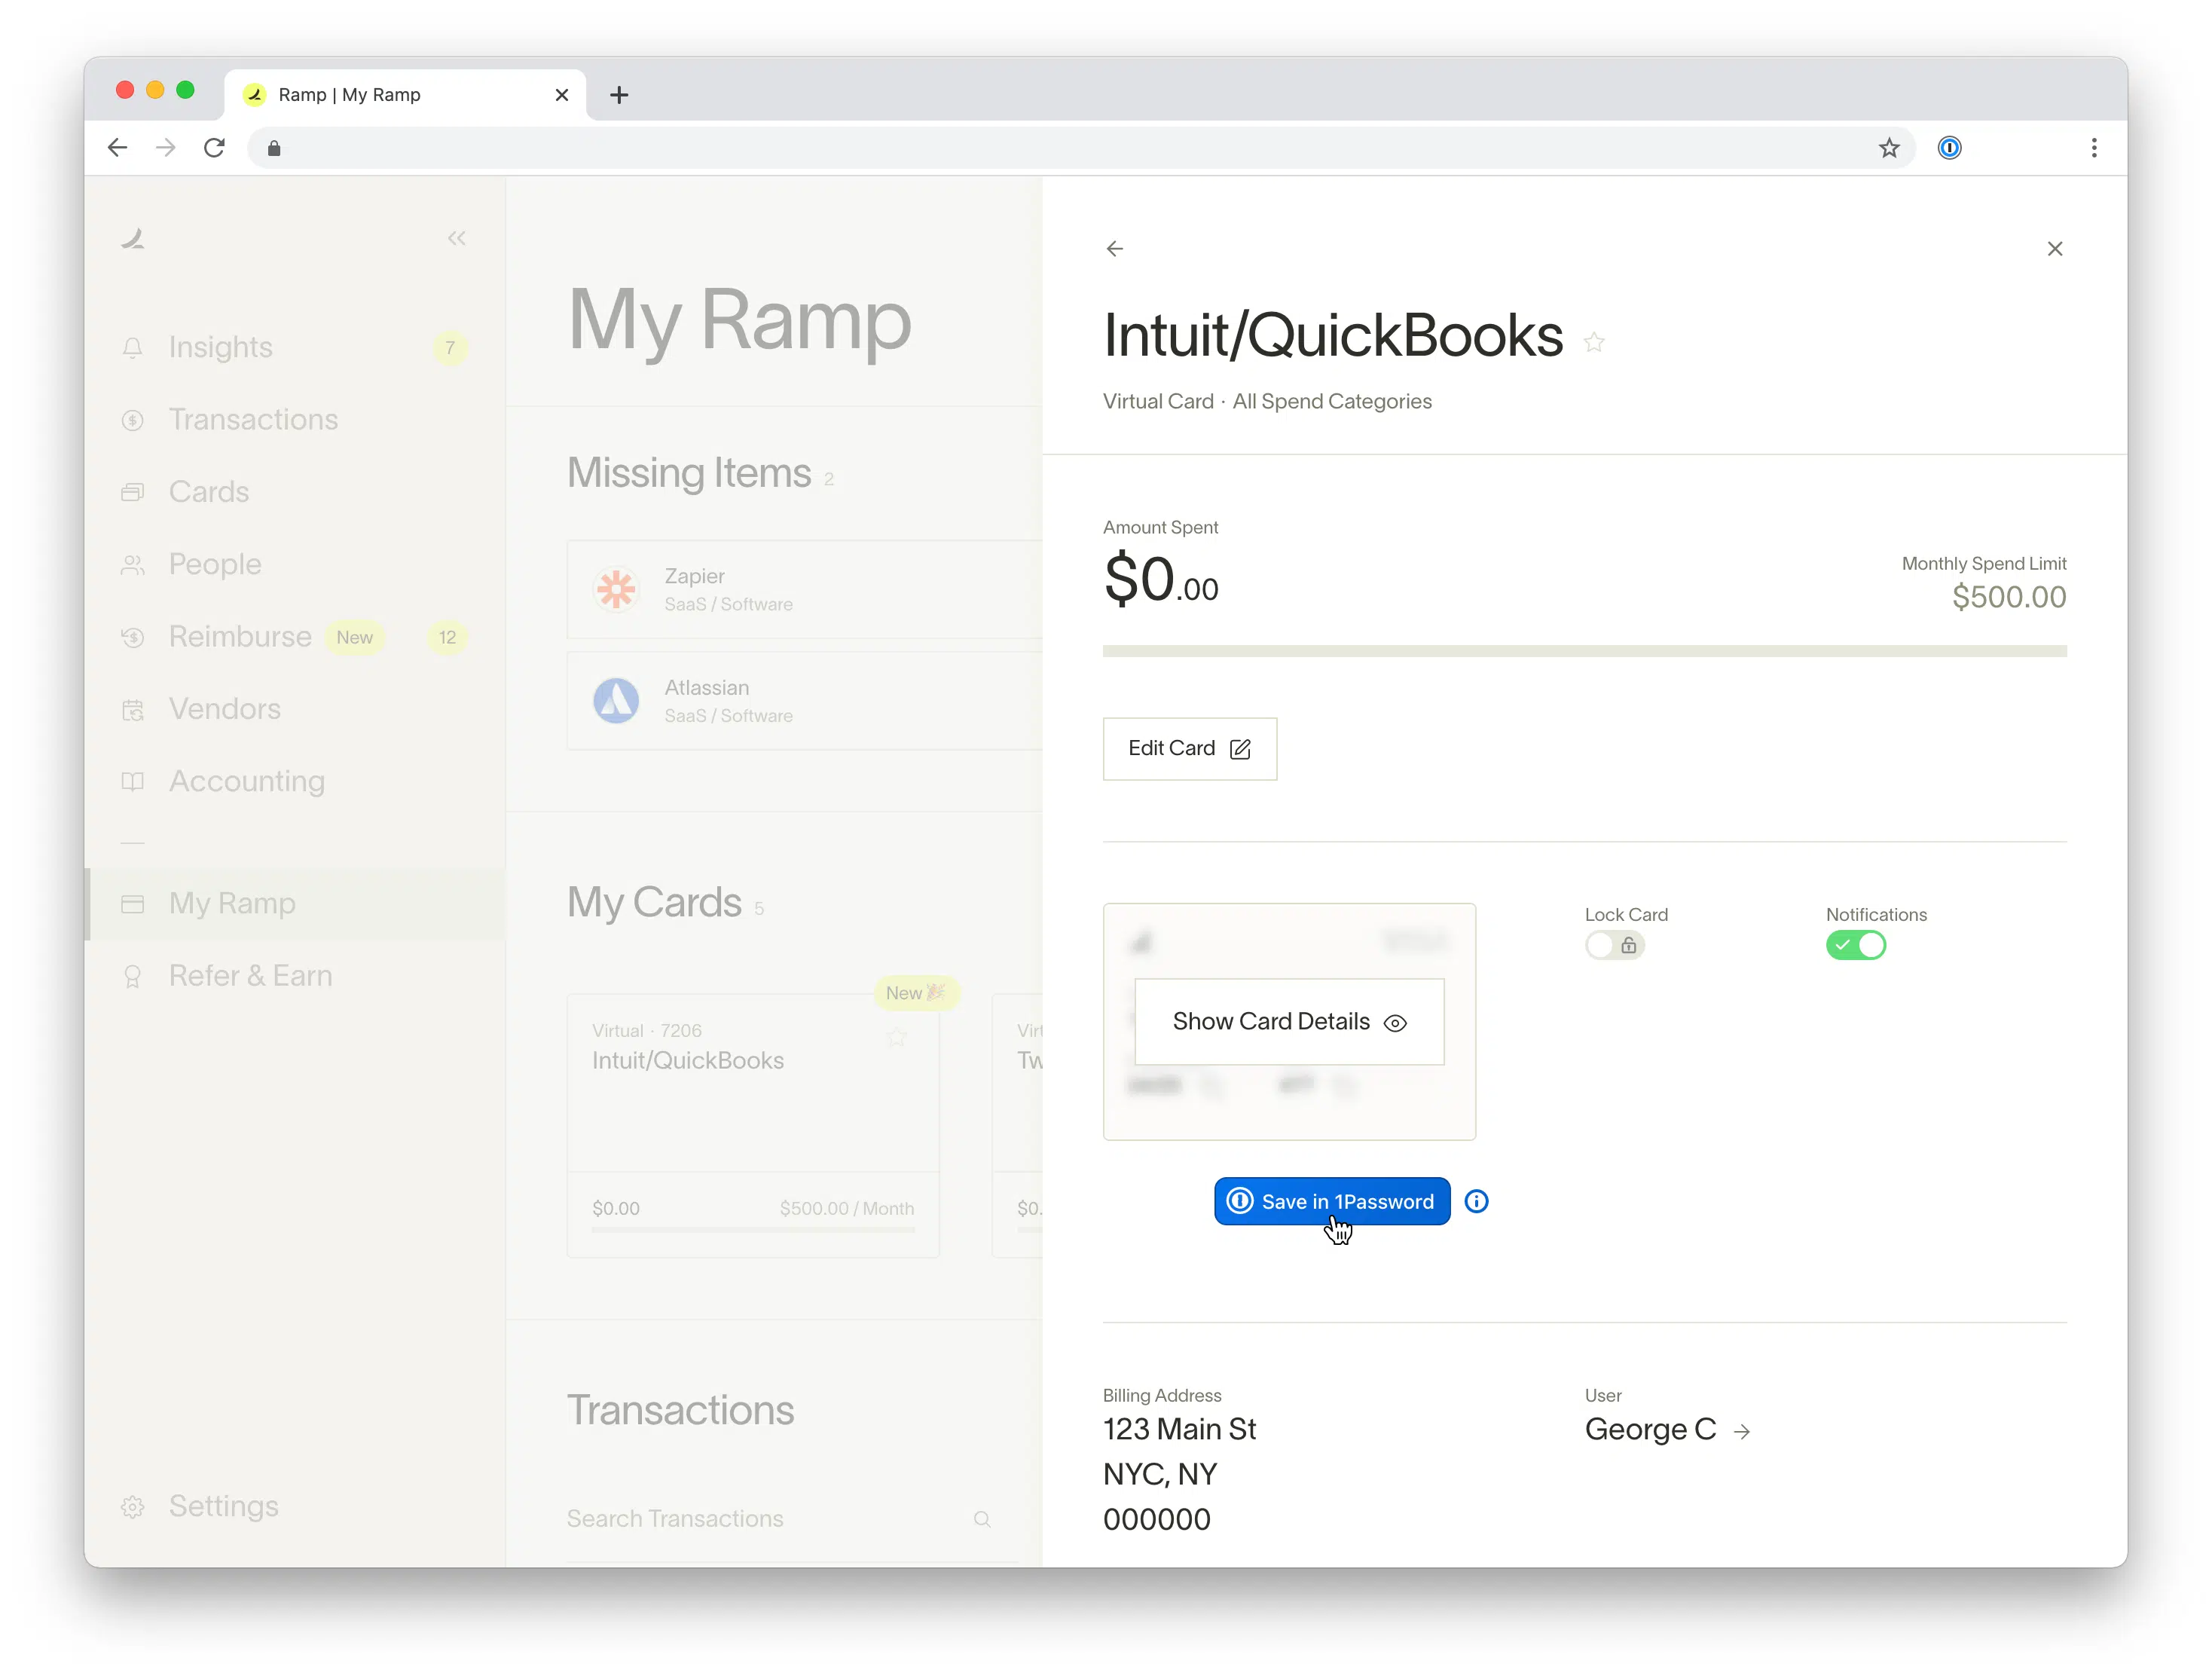 Ramp | My Ramp
Insights 7
Transactions
Cards
People
Reimburse New 12
Vendors
Accounting
My Ramp
Refer & Earn
Settings
My Ramp
Missing Items 2
Zapier
SaaS / Software
Atlassian
SaaS / Software
My Cards 5
New
Virtual · 7206
Intuit/QuickBooks
$0.00 $500.00 / Month
Virt
Tw
$0.
Transactions
Search Transactions
Intuit/QuickBooks
Virtual Card · All Spend Categories
Amount Spent
$0.00
Monthly Spend Limit
$500.00
Edit Card
Show Card Details
Lock Card
Notifications
Save in 1Password
Billing Address
123 Main St
NYC, NY
000000
User
George C